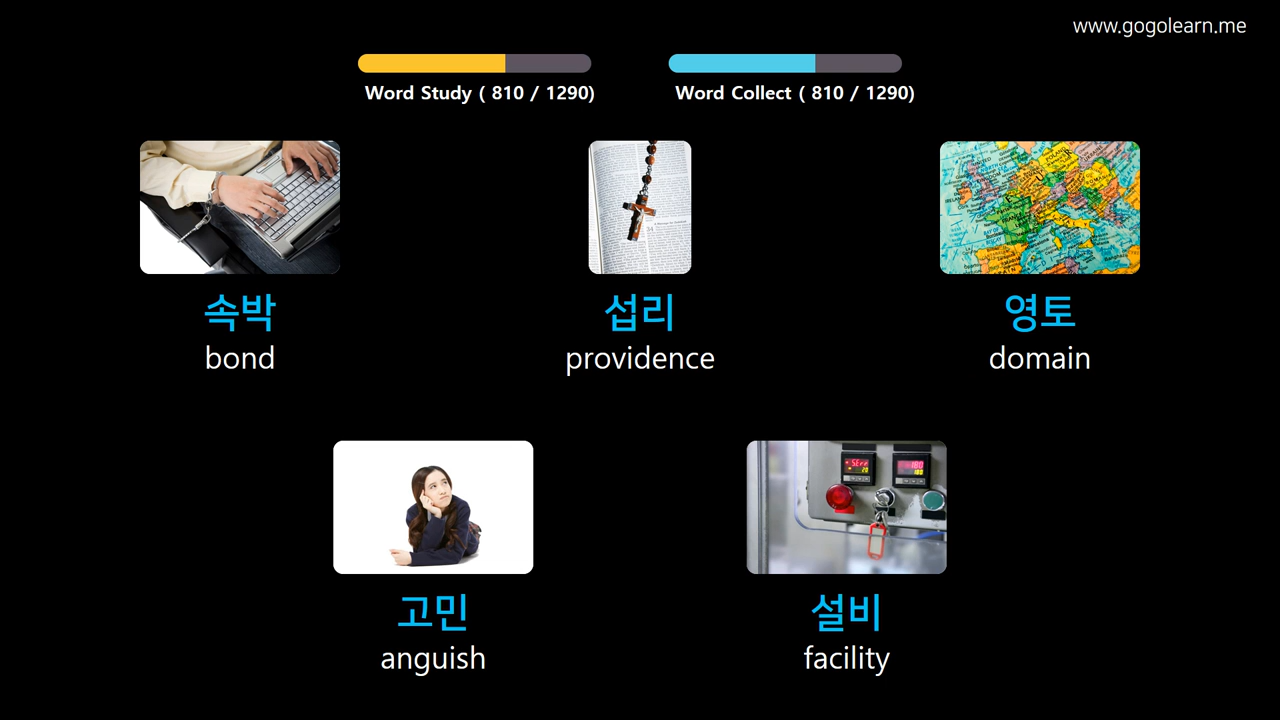 www.gogolearn.me
Word Study ( 810 / 1290)
Word Collect ( 810 / 1290)
속박
bond
섭리
providence
영토
domain
고민
anguish
설비
facility